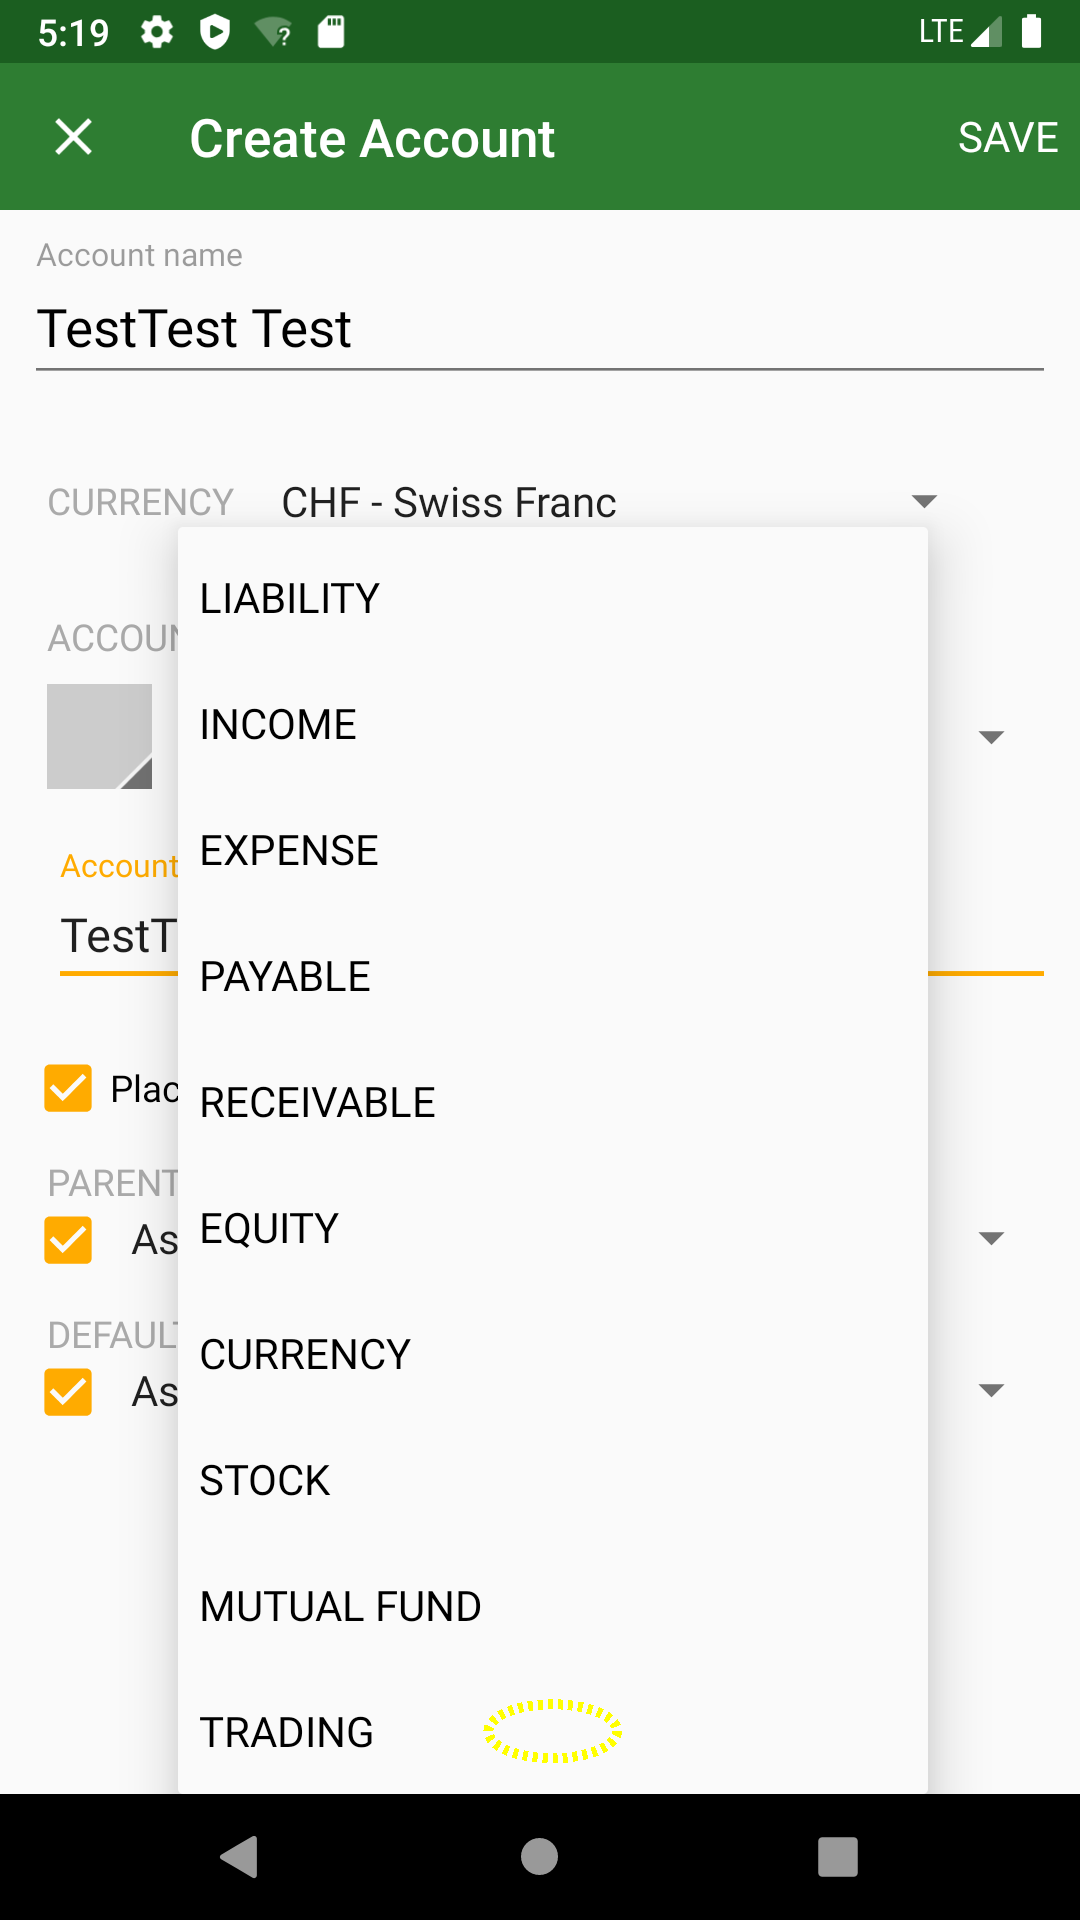 5:19
LTE
Create Account
SAVE
Account name
TestTest Test
CURRENCY CHF - Swiss Franc
LIABILITY
ACCOUN
INCOME
EXPENSE
Account
TestT
PAYABLE
Plac
RECEIVABLE
PARENT
EQUITY
As
DEFAULT
CURRENCY
As
STOCK
MUTUAL FUND
TRADING